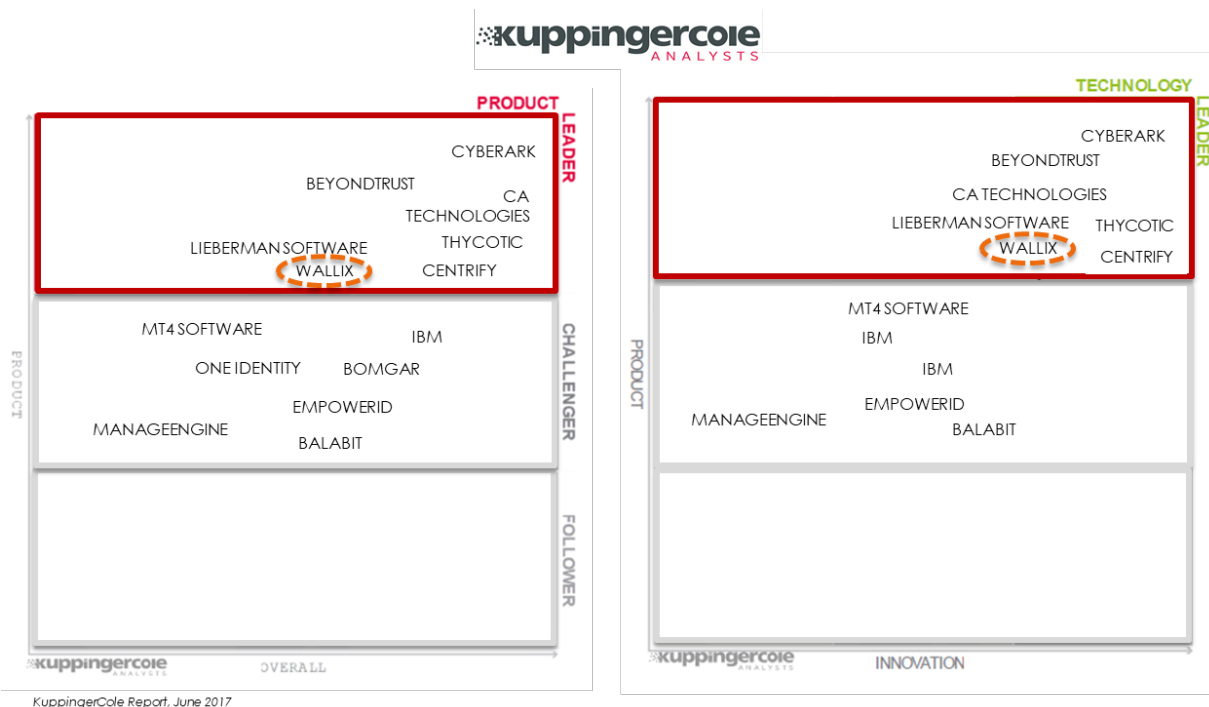 kuppingercole
ANALYSTS
PRODUCT
LEADER
CYBERARK
BEYONDTRUST
CA
TECHNOLOGIES
LIEBERMAN SOFTWARE
THYCOTIC
WALLIX
CENTRIFY
MT4 SOFTWARE
IBM
ONE IDENTITY
BOMGAR
EMPOWERID
MANAGEENGINE
BALABIT
CHALLENGER
FOLLOWER
PRODUCT
kuppingercole
ANALYSTS
OVERALL
KuppingerCole Report, June 2017
TECHNOLOGY
LEADER
CYBERARK
BEYONDTRUST
CA TECHNOLOGIES
LIEBERMAN SOFTWARE
THYCOTIC
WALLIX
CENTRIFY
MT4 SOFTWARE
IBM
IBM
EMPOWERID
MANAGEENGINE
BALABIT
PRODUCT
kuppingercole
ANALYSTS
INNOVATION